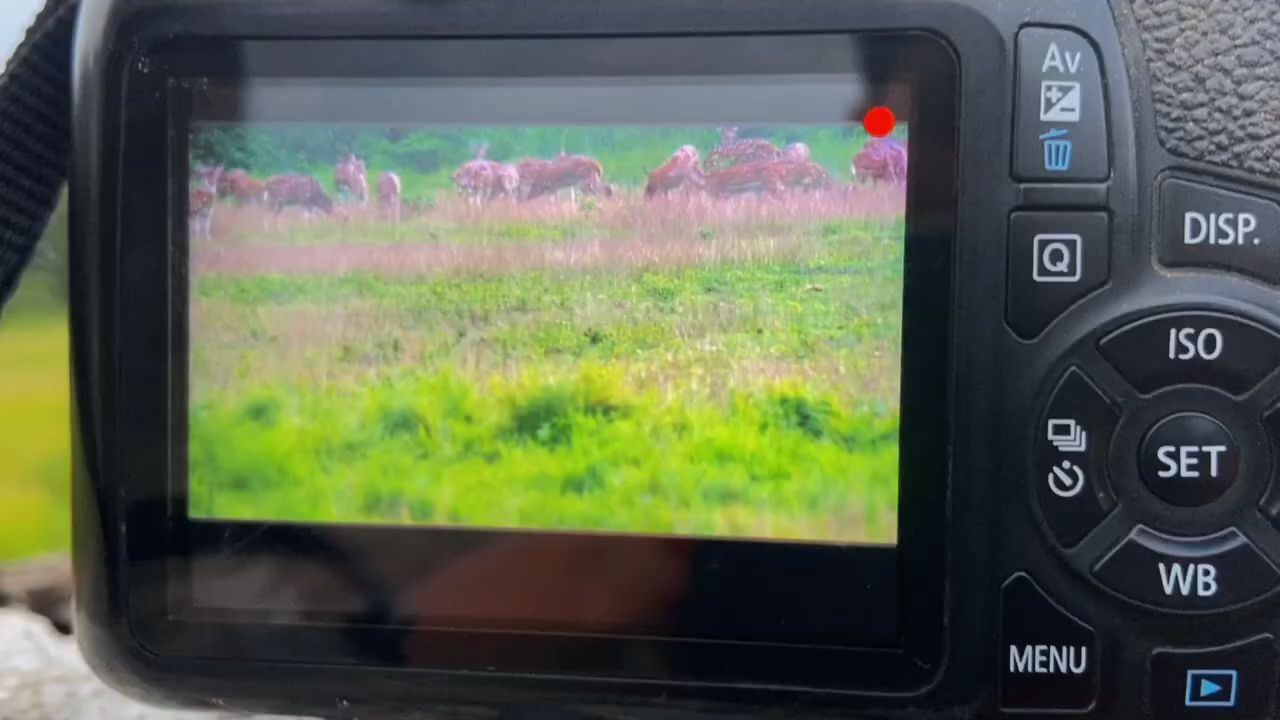 Av
Q
DISP.
ISO
SET
WB
MENU